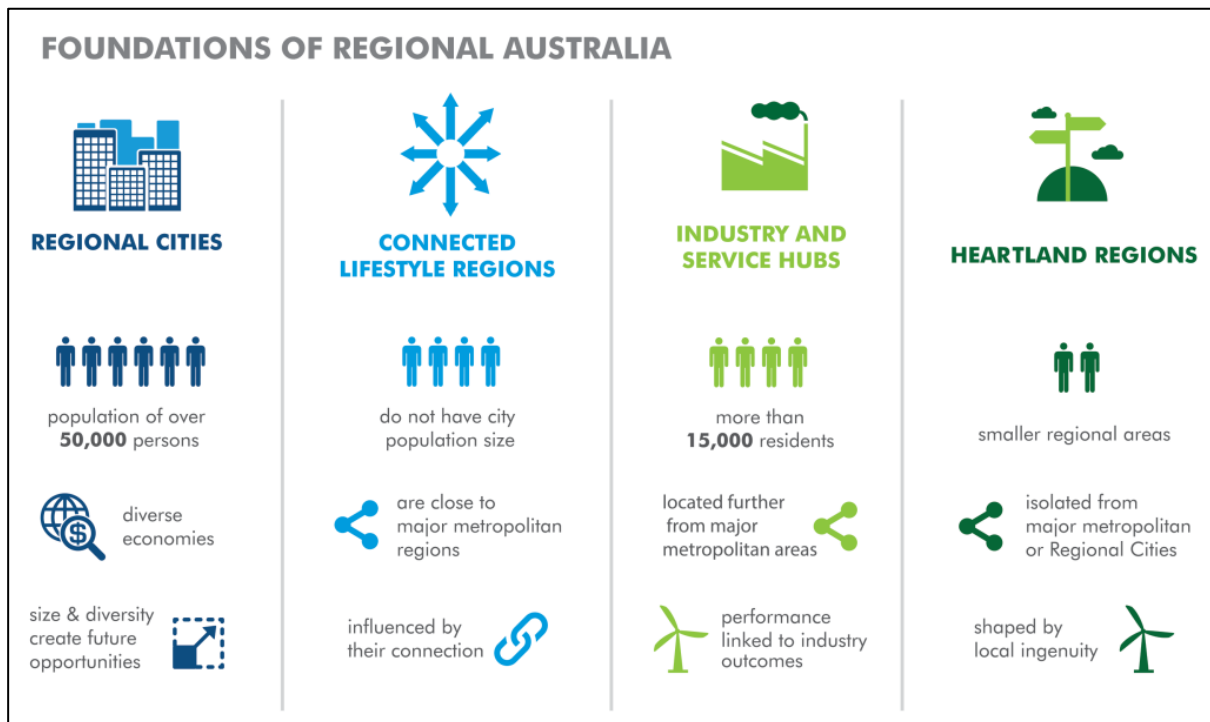 FOUNDATIONS OF REGIONAL AUSTRALIA
REGIONAL CITIES
population of over
50,000 persons
$
diverse
economies
size & diversity
create future
opportunities
CONNECTED
LIFESTYLE REGIONS
do not have city
population size
are close to
major metropolitan
regions
influenced by
their connection
INDUSTRY AND
SERVICE HUBS
more than
15,000 residents
located further
from major
metropolitan areas
performance
linked to industry
outcomes
HEARTLAND REGIONS
smaller regional areas
isolated from
major metropolitan
or Regional Cities
shaped by
local ingenuity